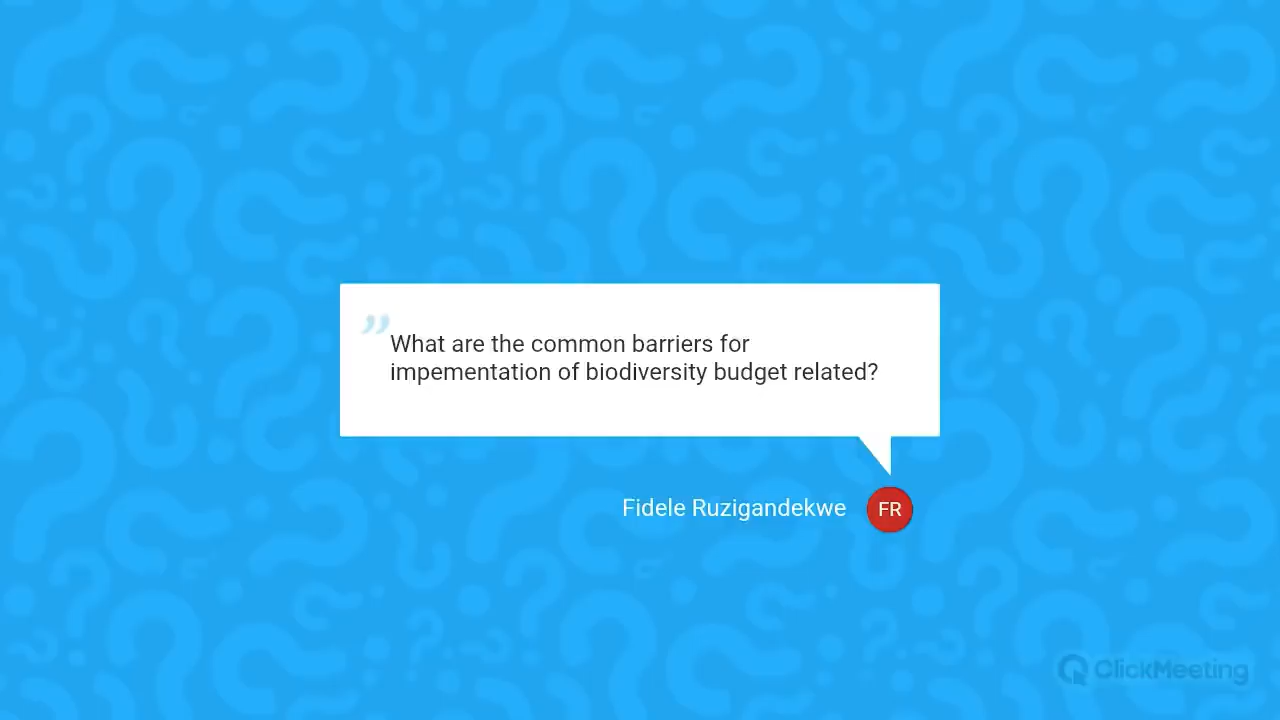 ”What are the common barriers for
impementation of biodiversity budget related?
Fidele Ruzigandekwe FR
ClickMeeting